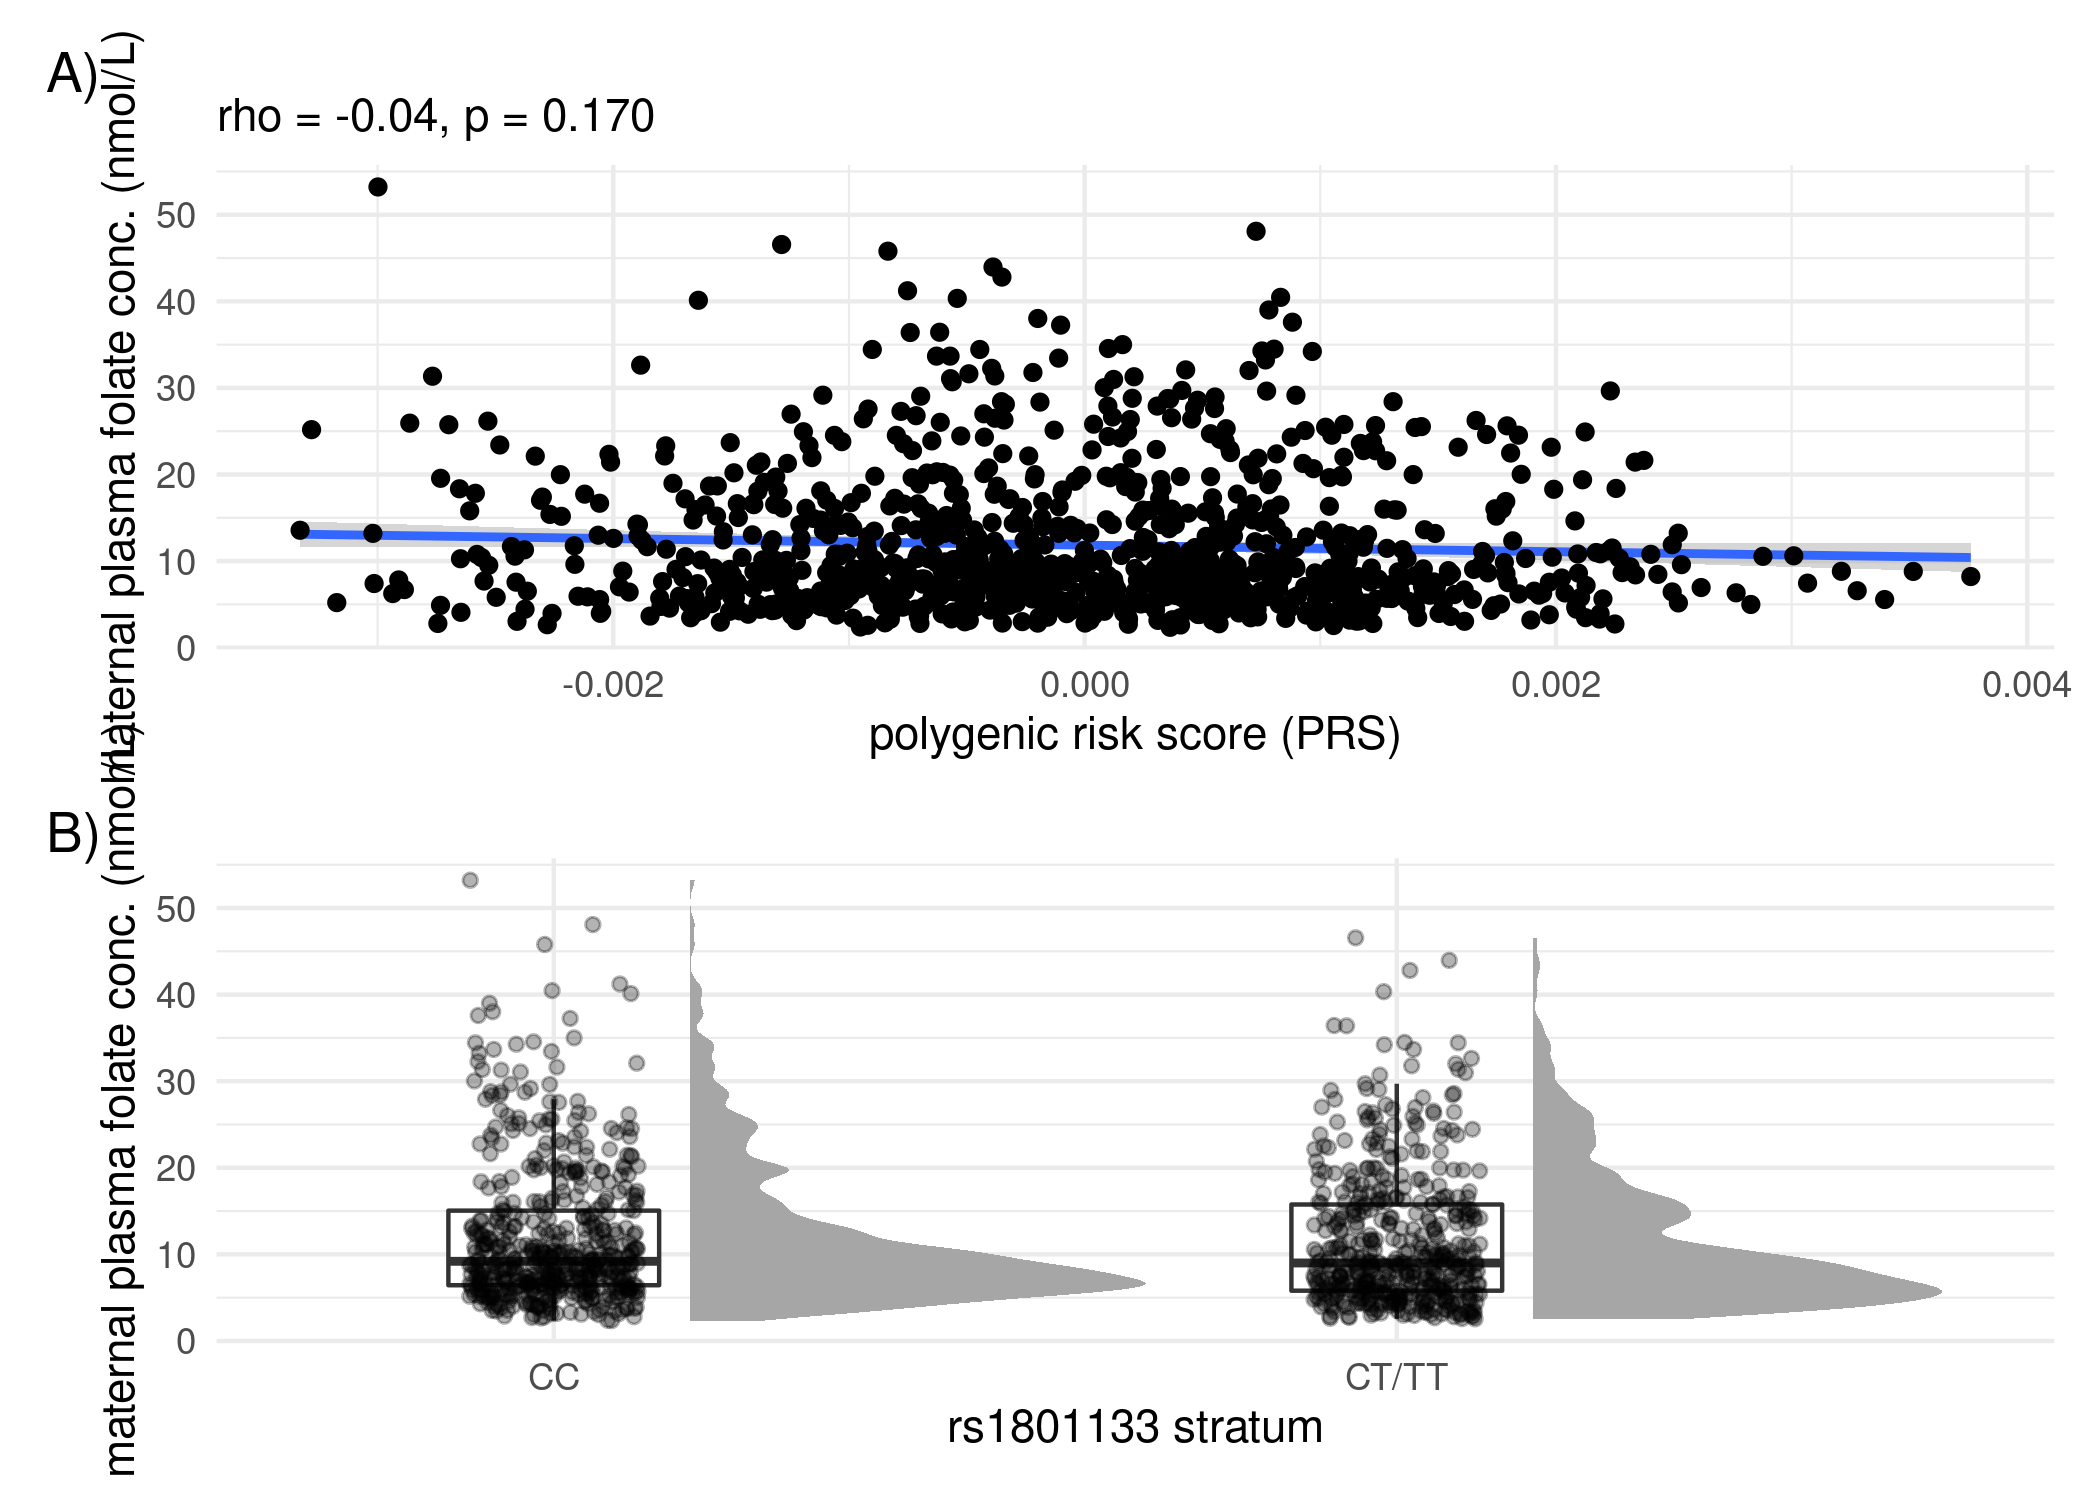 A)
rho = -0.04, p = 0.170
maternal plasma folate conc. (nmol/L)
50
40
30
20
10
0
-0.002 0.000 0.002 0.004
polygenic risk score (PRS)
B)
maternal plasma folate conc. (nmol/L)
50
40
30
20
10
0
CC CT/TT
rs1801133 stratum